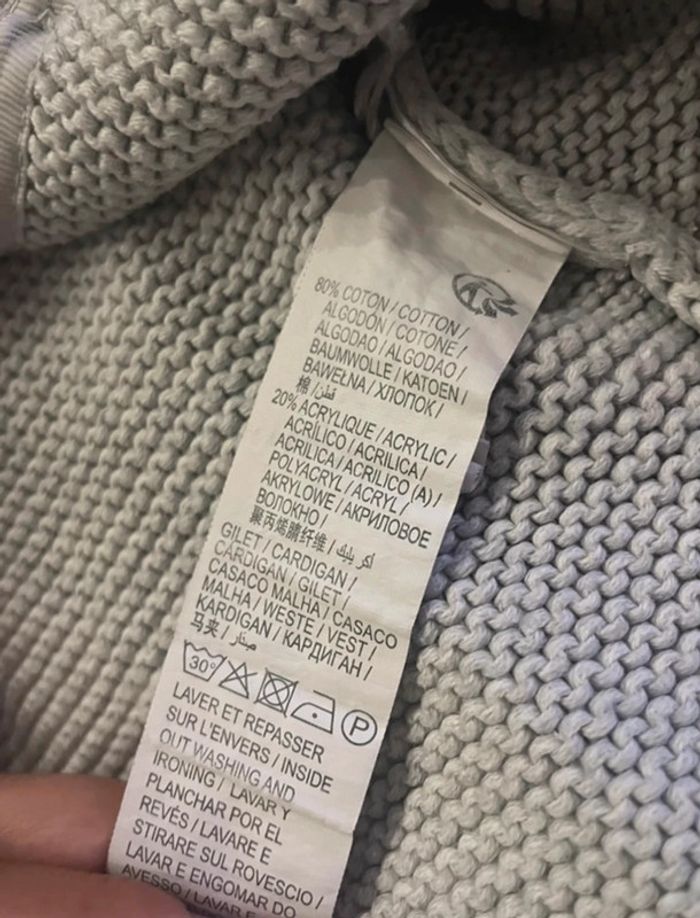 80% COTON / COTTON /
ALGODÓN / COTONE /
ALGODAO / ALGODAO /
BAUMWOLLE / KATOEN /
BAWEŁNA / ХЛОПОК /
棉 / قطن /
20% ACRYLIQUE / ACRYLIC /
ACRÍLICO / ACRILICA /
ACRILICA / ACRILICO (A) /
POLYACRYL / ACRYL /
AKRYLOWE / АКРИЛОВОЕ
ВОЛОКНО /
聚丙烯腈纤维 /
GILET / CARDIGAN /
CARDIGAN / GILET /
CASACO MALHA / CASACO
MALHA / WESTE / VEST /
KARDIGAN / КАРДИГАН /
马夹 /
30°
P
LAVER ET REPASSER
SUR L'ENVERS / INSIDE
OUT WASHING AND
IRONING / LAVAR Y
PLANCHAR POR EL
REVÉS / LAVARE E
STIRARE SUL ROVESCIO /
LAVAR E ENGOMAR DO
AVESSO / LAVAR E